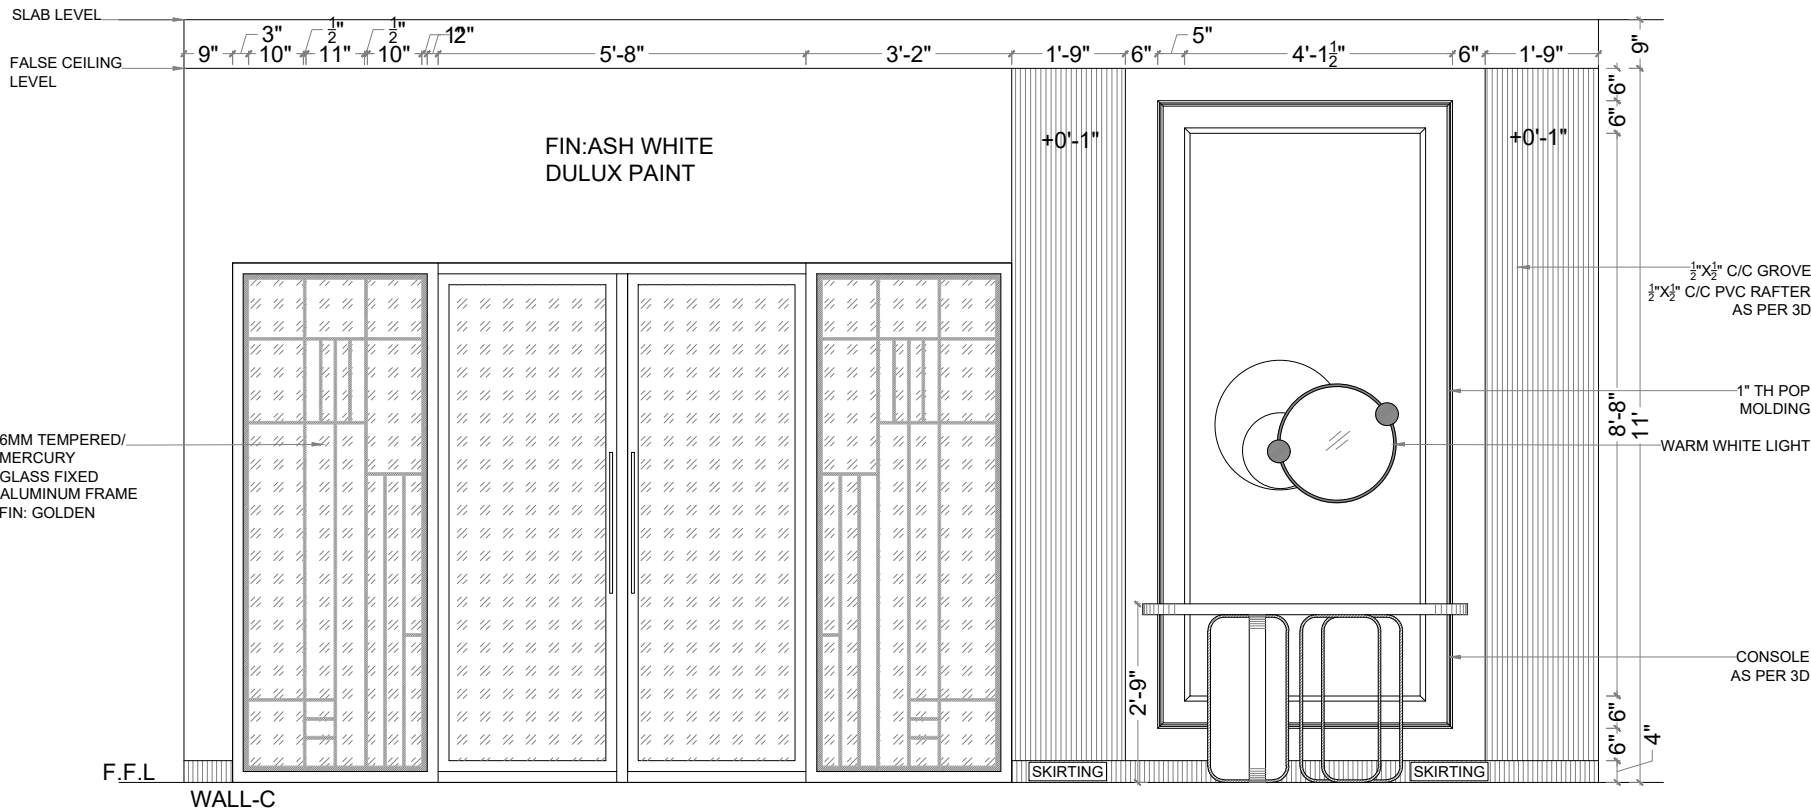 SLAB LEVEL
3"
½"
½"
5"
9"
10"
11"
10"
5'-8"
3'-2"
1'-9"
6"
4'-1½"
6"
1'-9"
9"
FALSE CEILING
LEVEL
6"
6"
FIN:ASH WHITE
DULUX PAINT
+0'-1"
+0'-1"
½"X½" C/C GROVE
½"X½" C/C PVC RAFTER
AS PER 3D
1" TH POP
MOLDING
8'-8"
11'
6MM TEMPERED/
MERCURY
GLASS FIXED
ALUMINUM FRAME
FIN: GOLDEN
WARM WHITE LIGHT
CONSOLE
AS PER 3D
2'-9"
6"
6"
4"
F.F.L
SKIRTING
SKIRTING
WALL-C